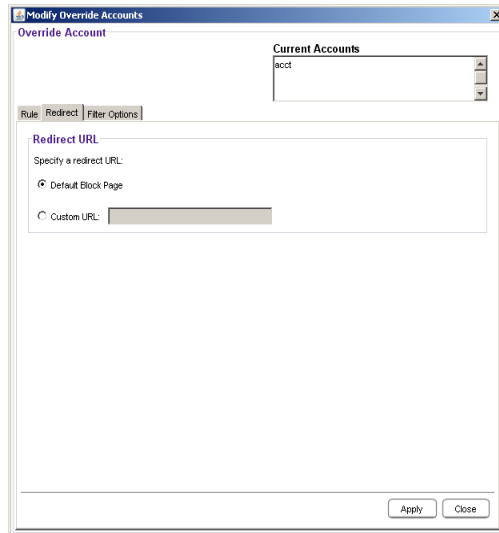 Modify Override Accounts
Override Account
Current Accounts
acct
Rule Redirect Filter Options
Redirect URL
Specify a redirect URL:
Default Block Page
Custom URL:
Apply Close